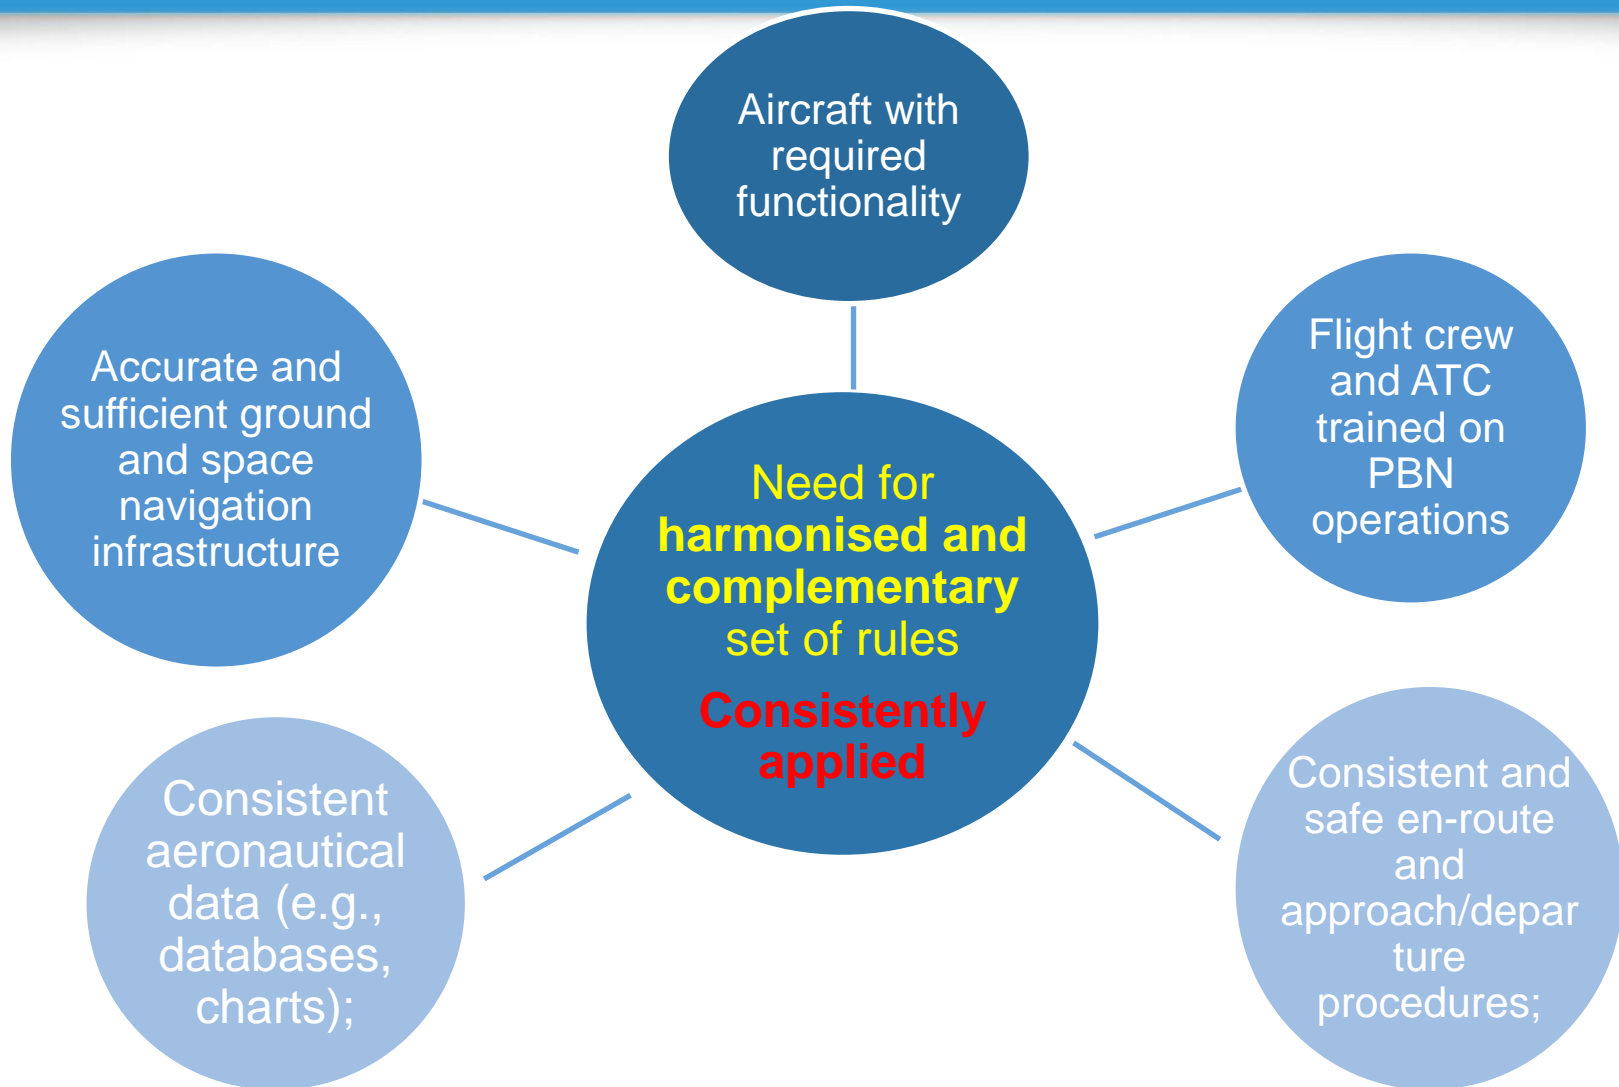 Aircraft with
required
functionality
Accurate and
sufficient ground
and space
navigation
infrastructure
Flight crew
and ATC
trained on
PBN
operations
Need for
harmonised and
complementary
set of rules
Consistently
applied
Consistent
aeronautical
data (e.g.,
databases,
charts);
Consistent and
safe en-route
and
approach/depar
ture
procedures;